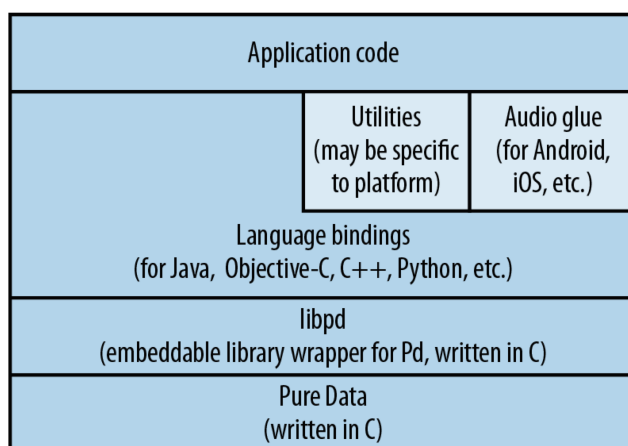 Application code
Utilities
(may be specific
to platform)
Audio glue
(for Android,
iOS, etc.)
Language bindings
(for Java, Objective-C, C++, Python, etc.)
libpd
(embeddable library wrapper for Pd, written in C)
Pure Data
(written in C)